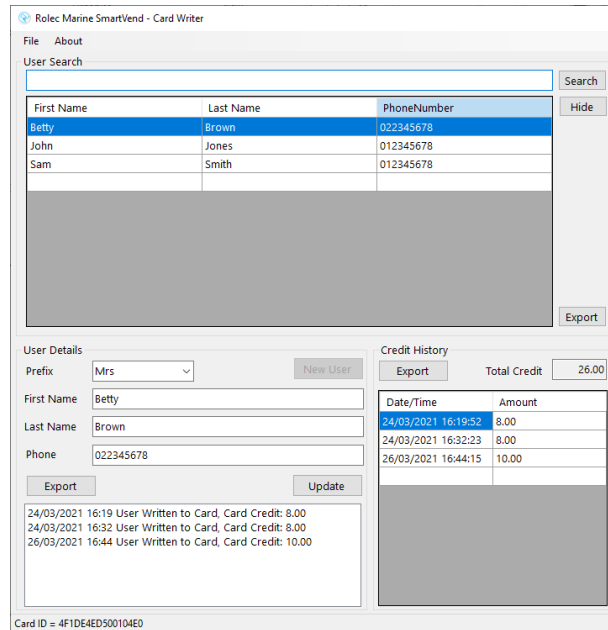 Rolec Marine SmartVend - Card Writer
File About
User Search
Search
First Name Last Name PhoneNumber
Hide
Betty Brown 022345678
John Jones 012345678
Sam Smith 012345678
Export
User Details
Prefix Mrs New User
First Name Betty
Last Name Brown
Phone 022345678
Export Update
24/03/2021 16:19 User Written to Card, Card Credit: 8.00
24/03/2021 16:32 User Written to Card, Card Credit: 8.00
26/03/2021 16:44 User Written to Card, Card Credit: 10.00
Credit History
Export Total Credit 26.00
Date/Time Amount
24/03/2021 16:19:52 8.00
24/03/2021 16:32:23 8.00
26/03/2021 16:44:15 10.00
Card ID = 4F1DE4ED500104E0